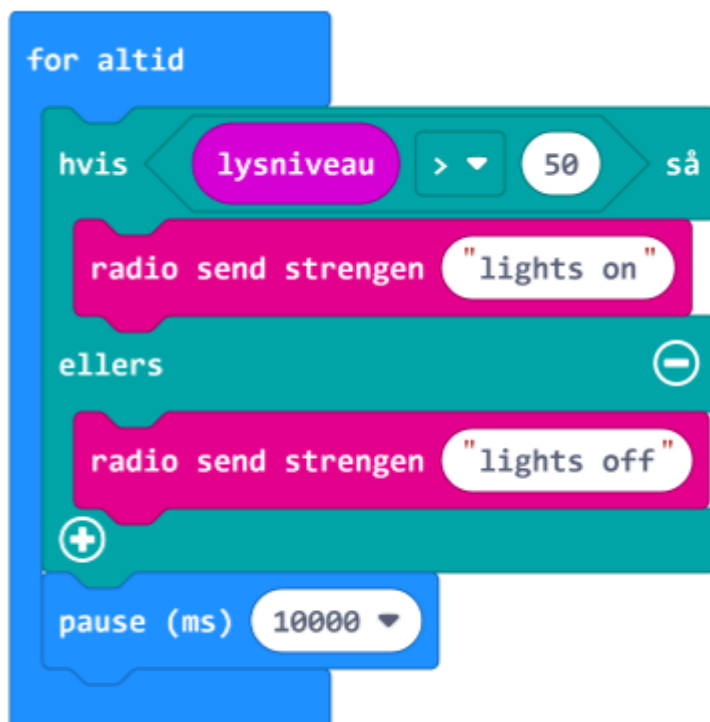 for altid
hvis lysniveau > 50 så
radio send strengen "lights on"
ellers
radio send strengen "lights off"
pause (ms) 10000